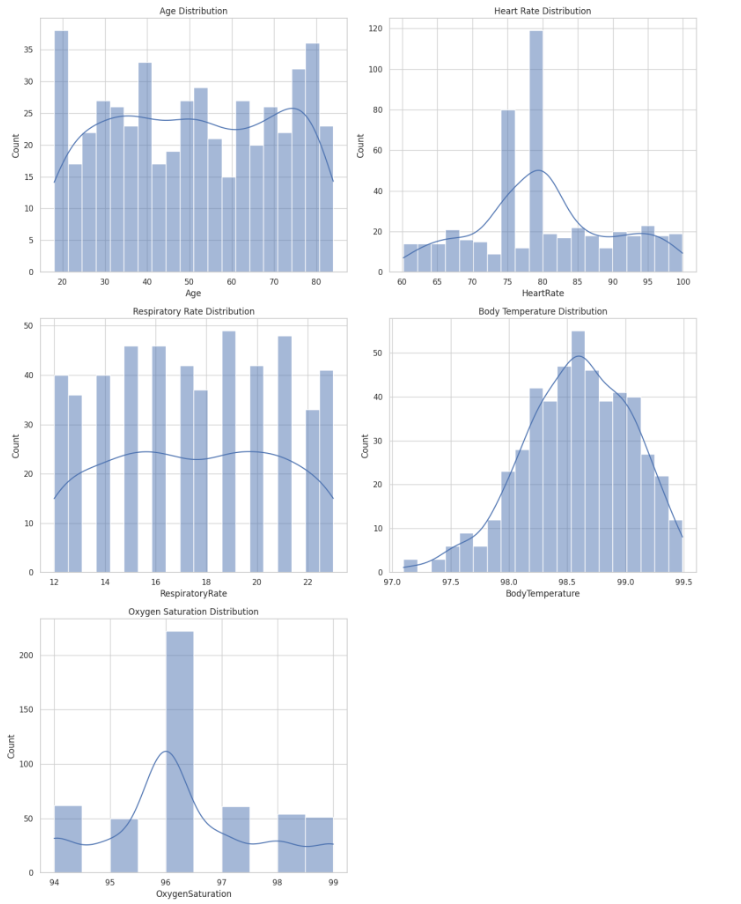 Age Distribution
Count
35
30
25
20
15
10
5
0
20 30 40 50 60 70 80
Age
Heart Rate Distribution
Count
120
100
80
60
40
20
0
60 65 70 75 80 85 90 95 100
HeartRate
Respiratory Rate Distribution
Count
50
40
30
20
10
0
12 14 16 18 20 22
RespiratoryRate
Body Temperature Distribution
Count
50
40
30
20
10
0
97.0 97.5 98.0 98.5 99.0 99.5
BodyTemperature
Oxygen Saturation Distribution
Count
200
150
100
50
0
94 95 96 97 98 99
OxygenSaturation